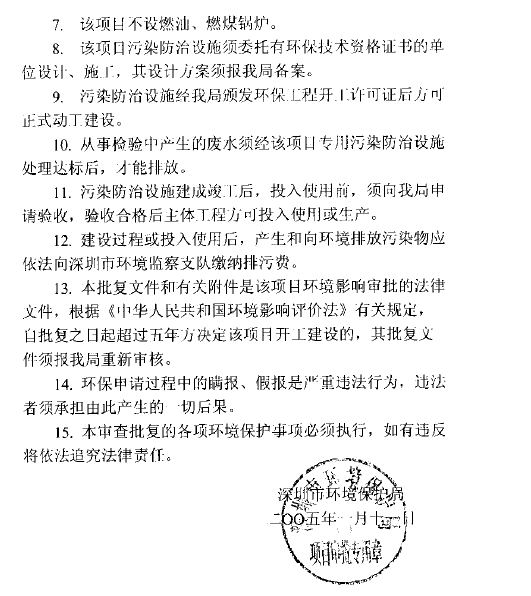 7. 该项目不设燃油、燃煤锅炉。
8. 该项目污染防治设施须委托有环保技术资格证书的单
位设计、施工，其设计方案须报我局备案。
9. 污染防治设施经我局颁发环保工程开工许可证后方可
正式动工建设。
10. 从事检验中产生的废水须经该项目专用污染防治设施
处理达标后，才能排放。
11. 污染防治设施建成竣工后，投入使用前，须向我局申
请验收，验收合格后主体工程方可投入使用或生产。
12. 建设过程或投入使用后，产生和向环境排放污染物应
依法向深圳市环境监察支队缴纳排污费。
13. 本批复文件和有关附件是该项目环境影响审批的法律
文件，根据《中华人民共和国环境影响评价法》有关规定，
自批复之日起超过五年方决定该项目开工建设的，其批复文
件须报我局重新审核。
14. 环保申请过程中的瞒报、假报是严重违法行为，违法
者须承担由此产生的一切后果。
15. 本审查批复的各项环境保护事项必须执行，如有违反
将依法追究法律责任。
深圳市环境保护局
二〇〇五年一月十 日
项目审批专用章